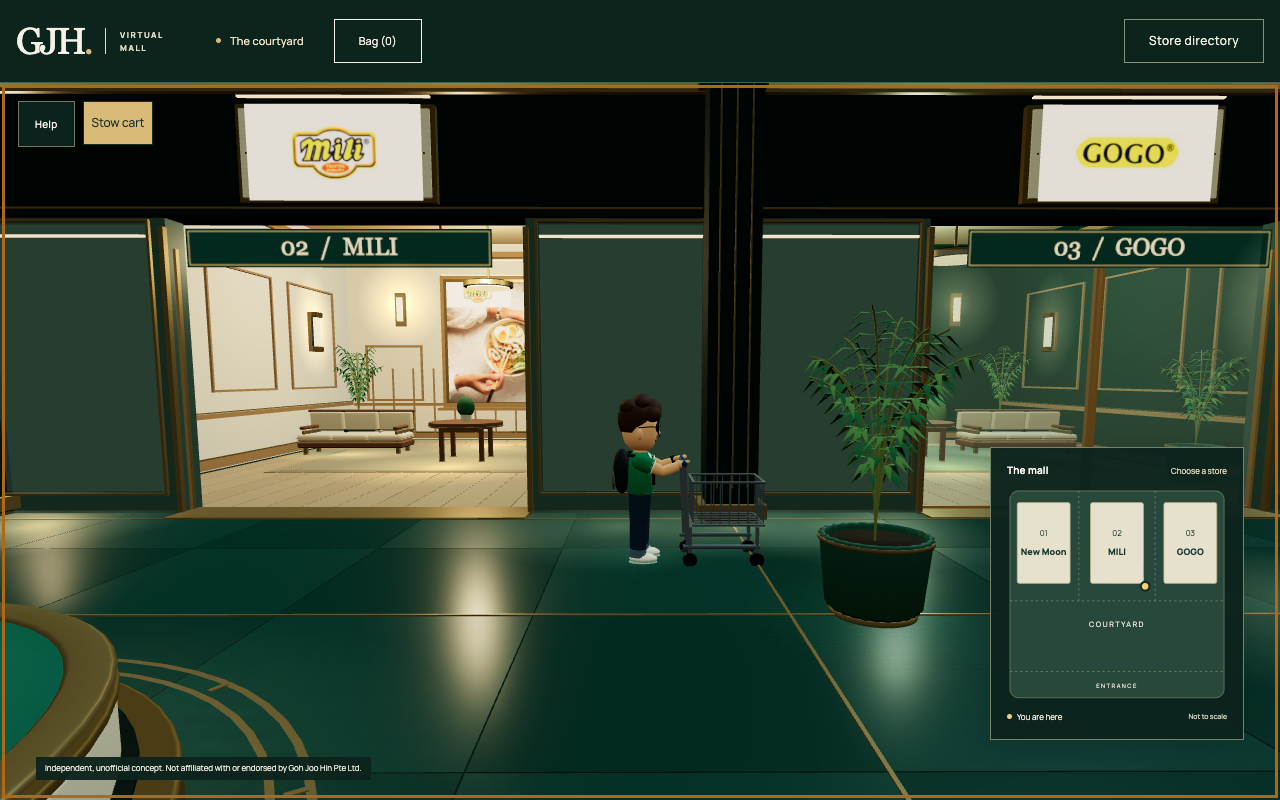 GJH.
VIRTUAL
MALL
The courtyard
Bag (0)
Store directory
Help
Stow cart
Mili®
GOGO®
02 / MILI
03 / GOGO
Mili
The mall
Choose a store
01
New Moon
02
MILI
03
GOGO
COURTYARD
ENTRANCE
You are here
Not to scale
Independent, unofficial concept. Not affiliated with or endorsed by Goh Joo Hin Pte Ltd.